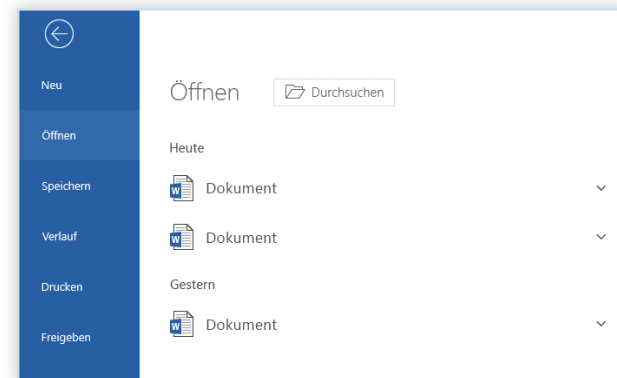 Neu
Öffnen
Speichern
Verlauf
Drucken
Freigeben
Öffnen Durchsuchen
Heute
W Dokument
W Dokument
Gestern
W Dokument